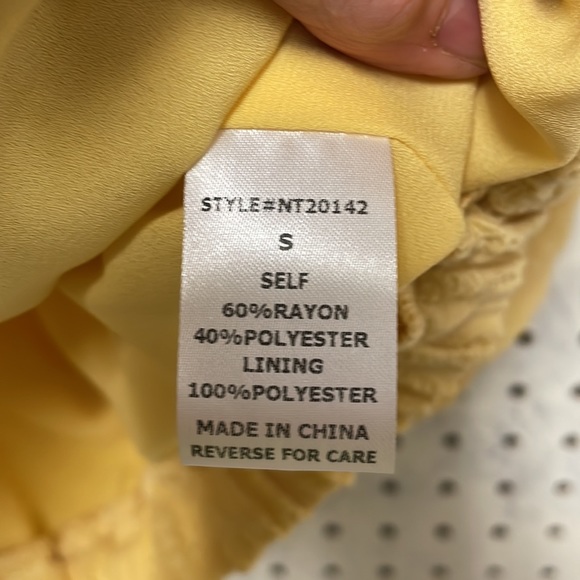 STYLE#NT20142
S
SELF
60%RAYON
40%POLYESTER
LINING
100%POLYESTER
MADE IN CHINA
REVERSE FOR CARE